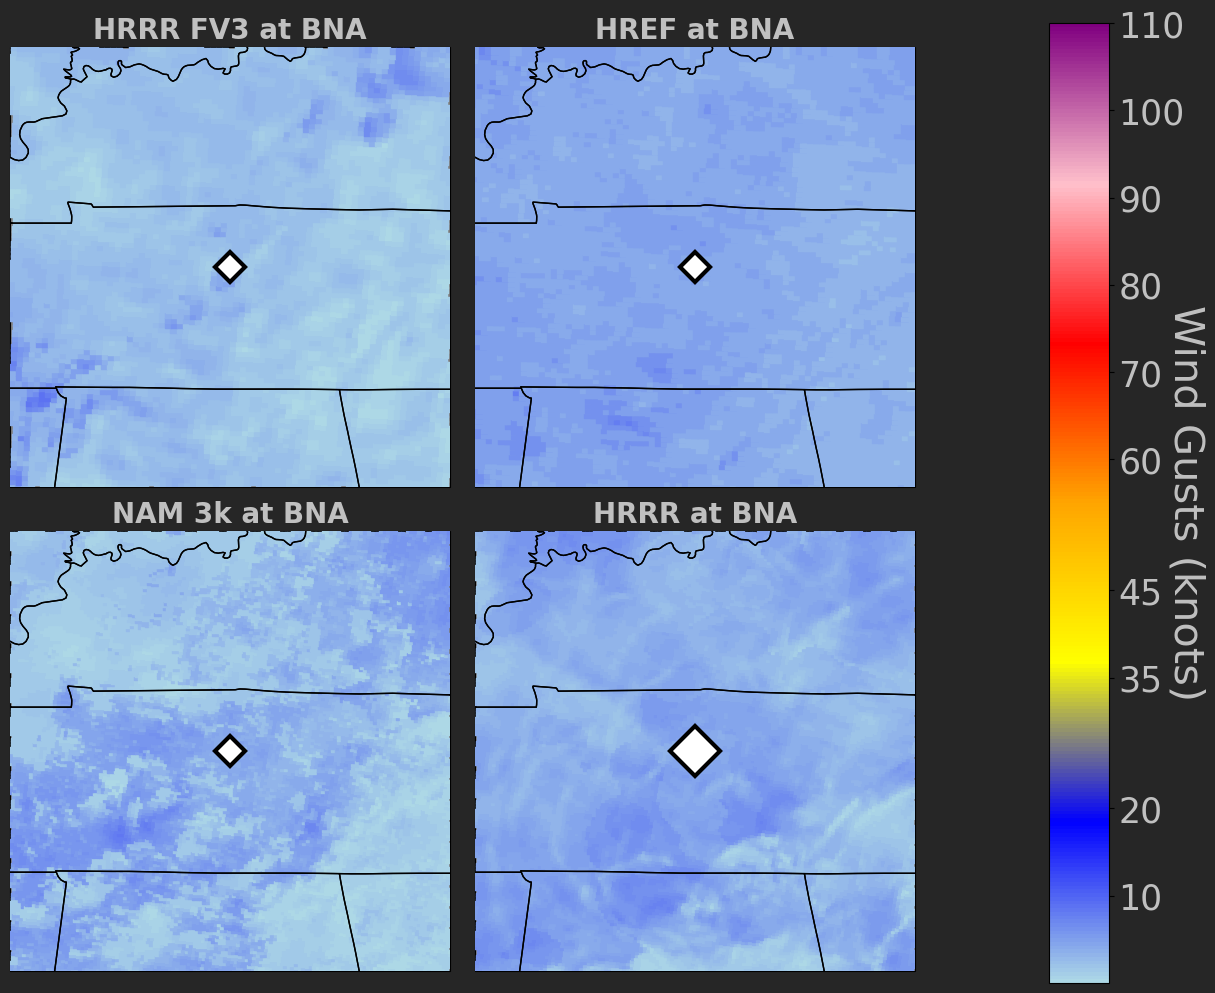 HRRR FV3 at BNA
HREF at BNA
NAM 3k at BNA
HRRR at BNA
110
100
90
80
70
60
45
35
20
10
Wind Gusts (knots)